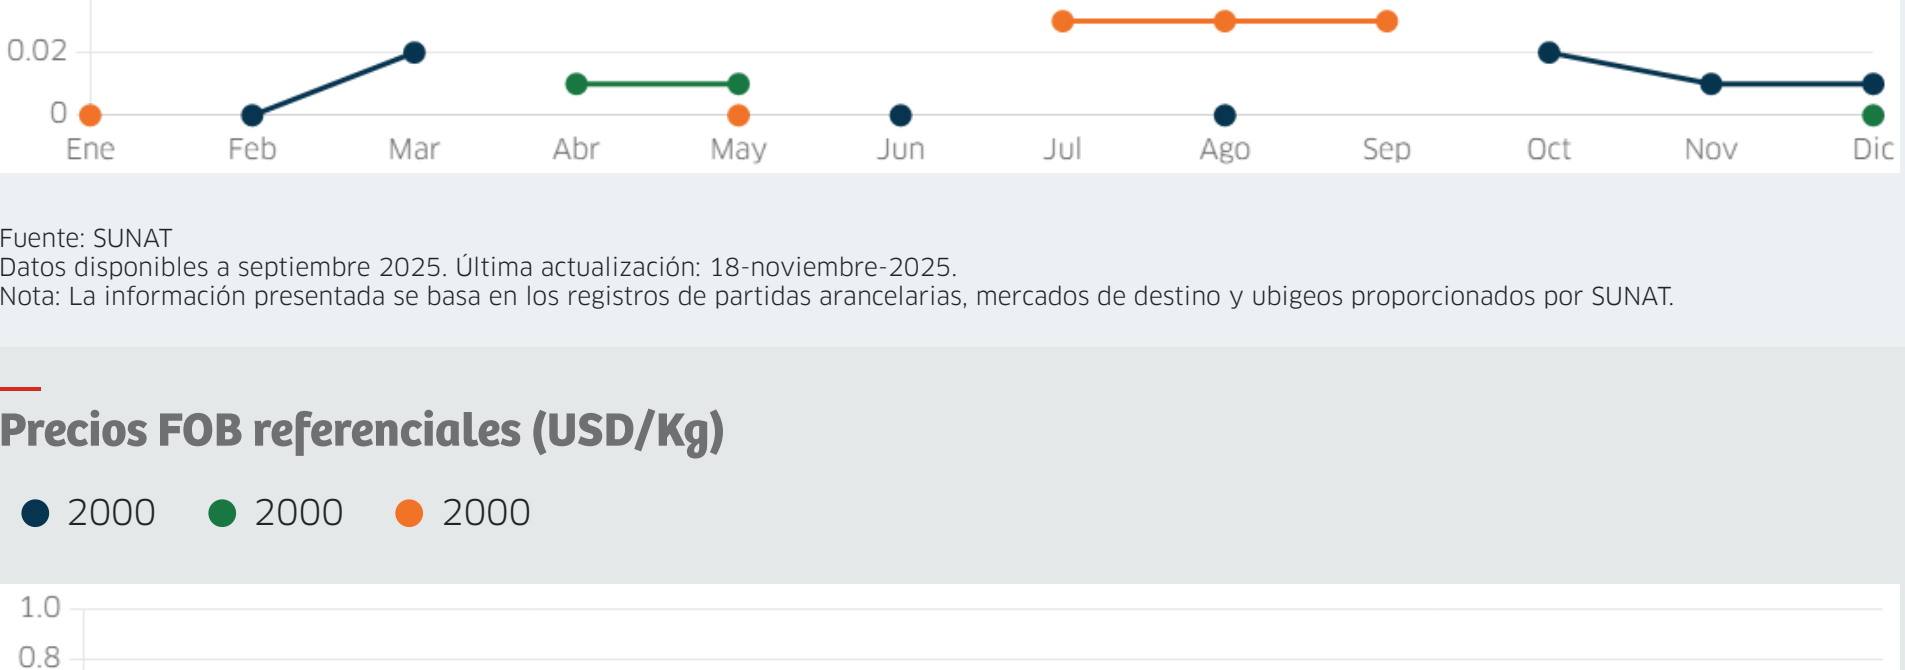 0.02
0
Ene Feb Mar Abr May Jun Jul Ago Sep Oct Nov Dic
Fuente: SUNAT
Datos disponibles a septiembre 2025. Última actualización: 18-noviembre-2025.
Nota: La información presentada se basa en los registros de partidas arancelarias, mercados de destino y ubigeos proporcionados por SUNAT.
Precios FOB referenciales (USD/Kg)
2000 2000 2000
1.0
0.8